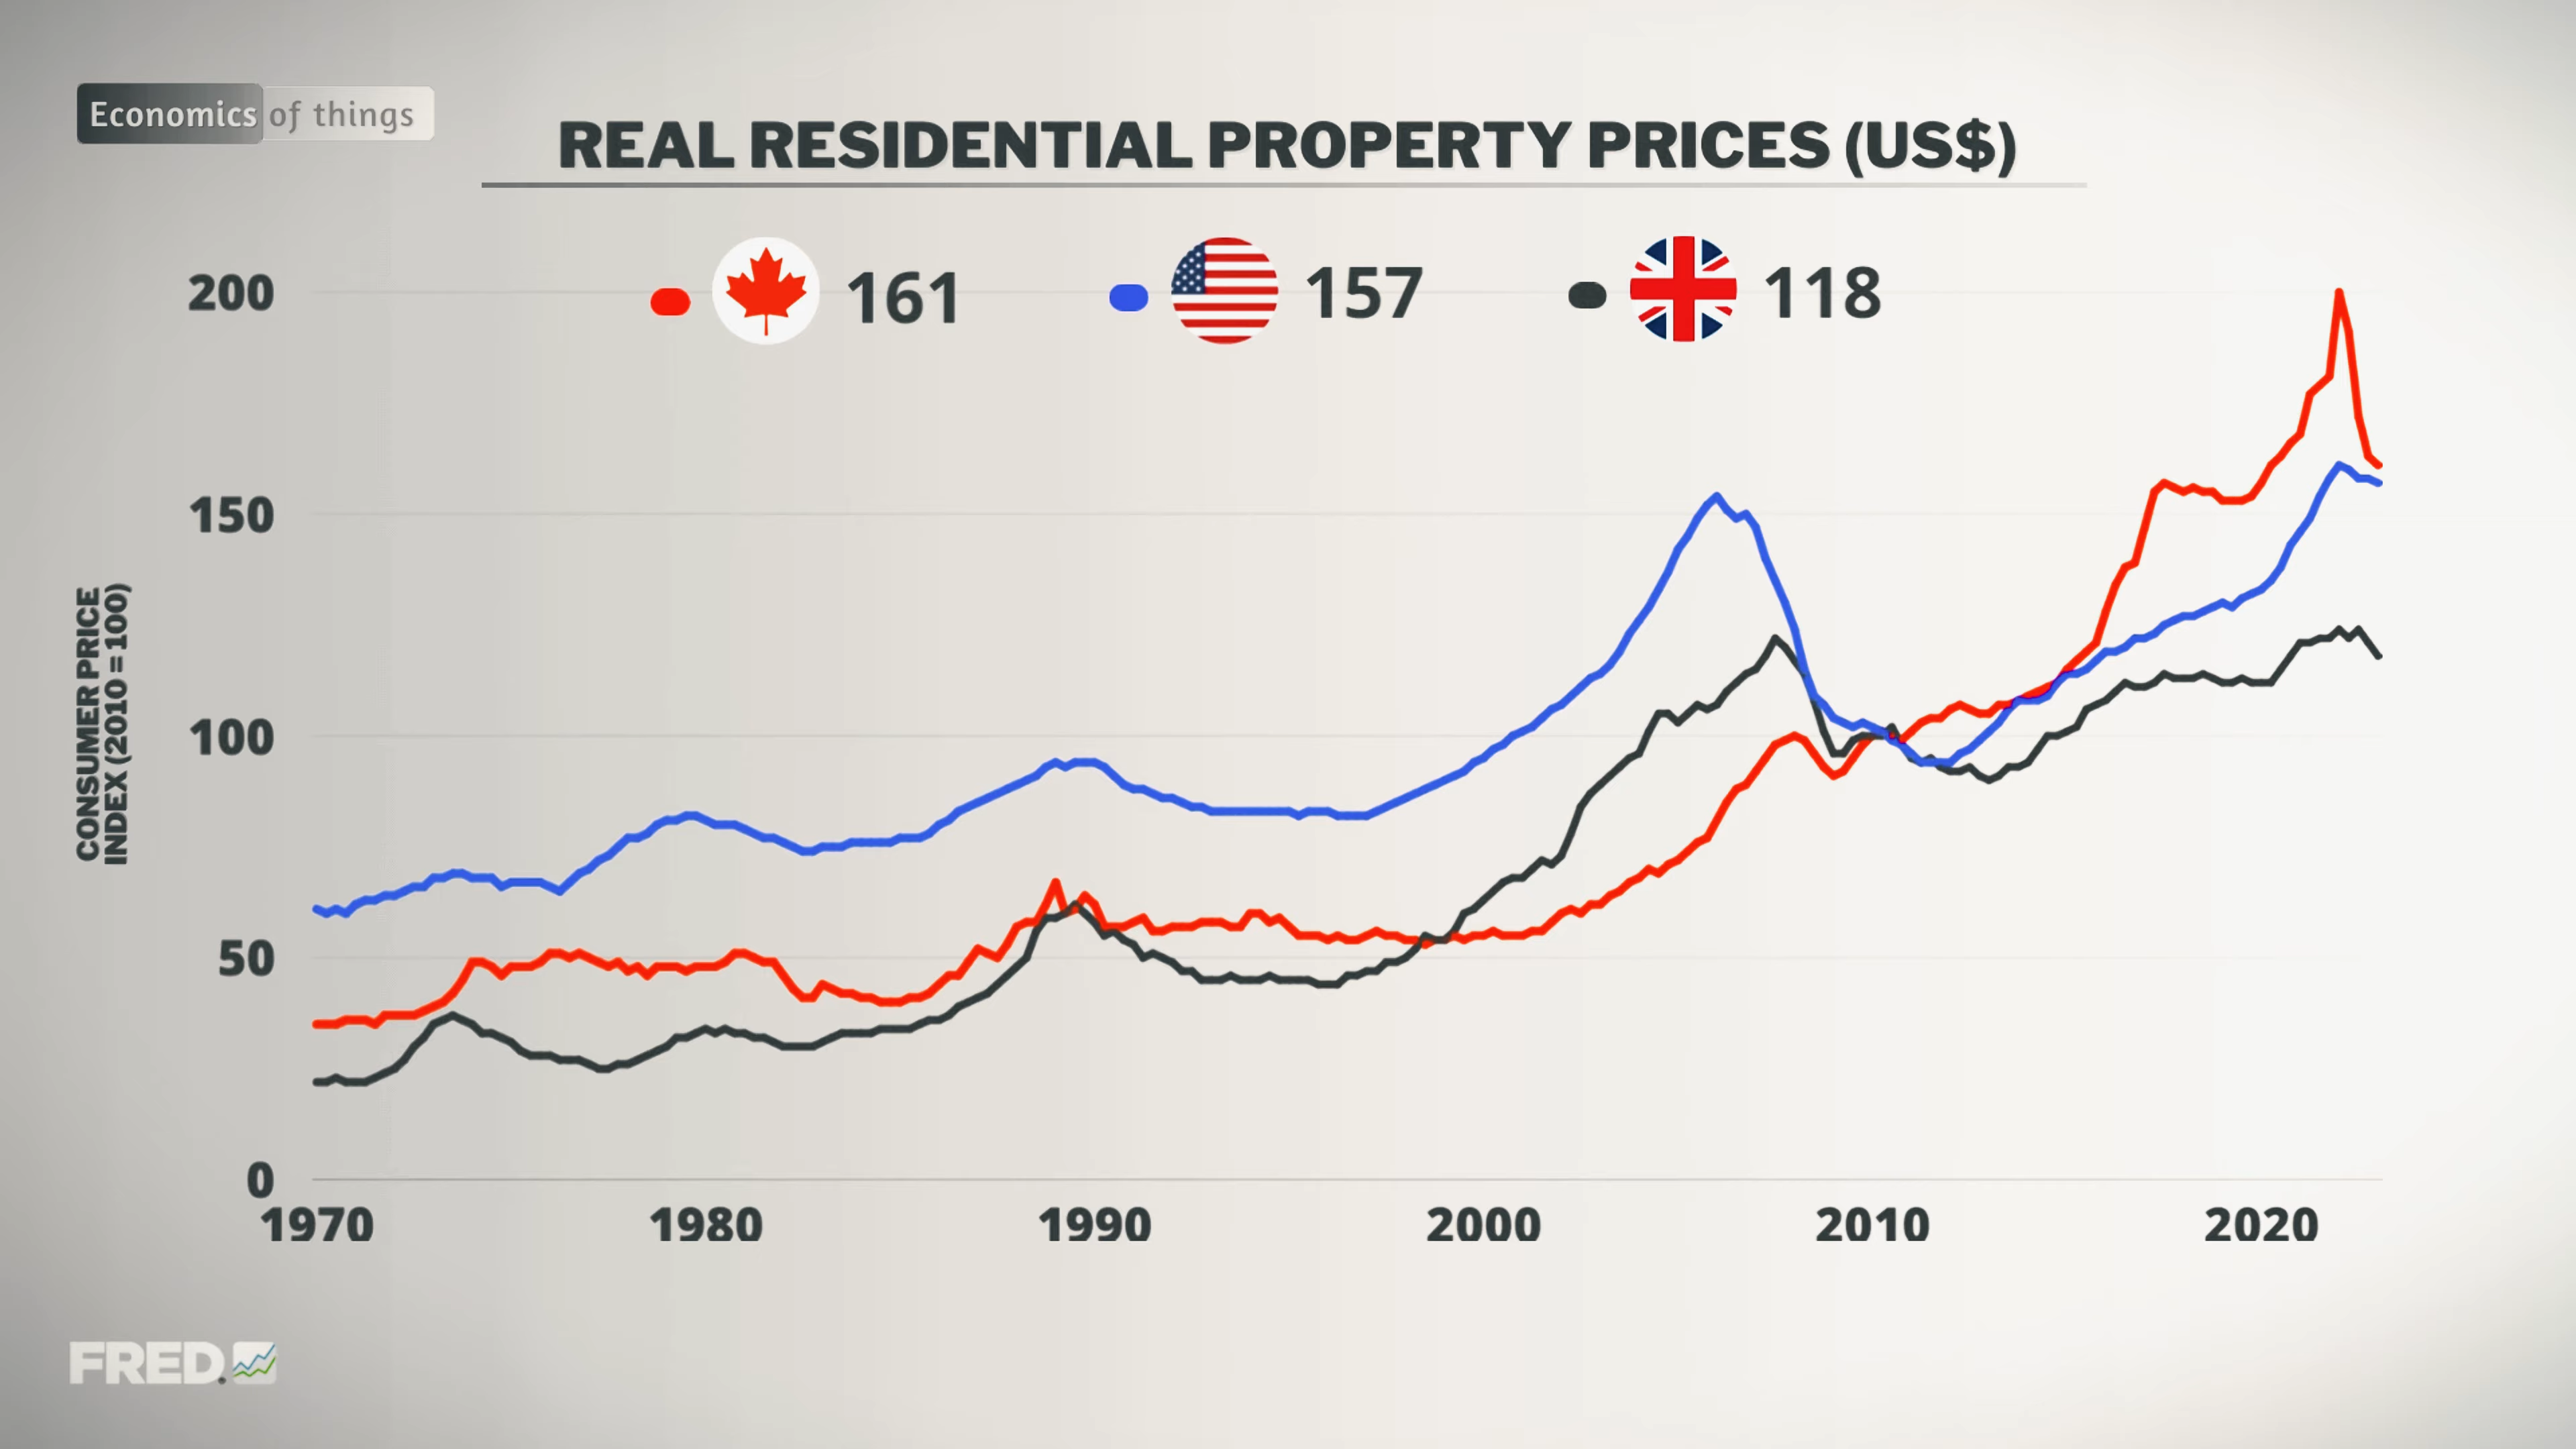 Economics of things
REAL RESIDENTIAL PROPERTY PRICES (US$)
161
157
118
200
150
100
50
0
CONSUMER PRICE
INDEX (2010 = 100)
1970
1980
1990
2000
2010
2020
FRED